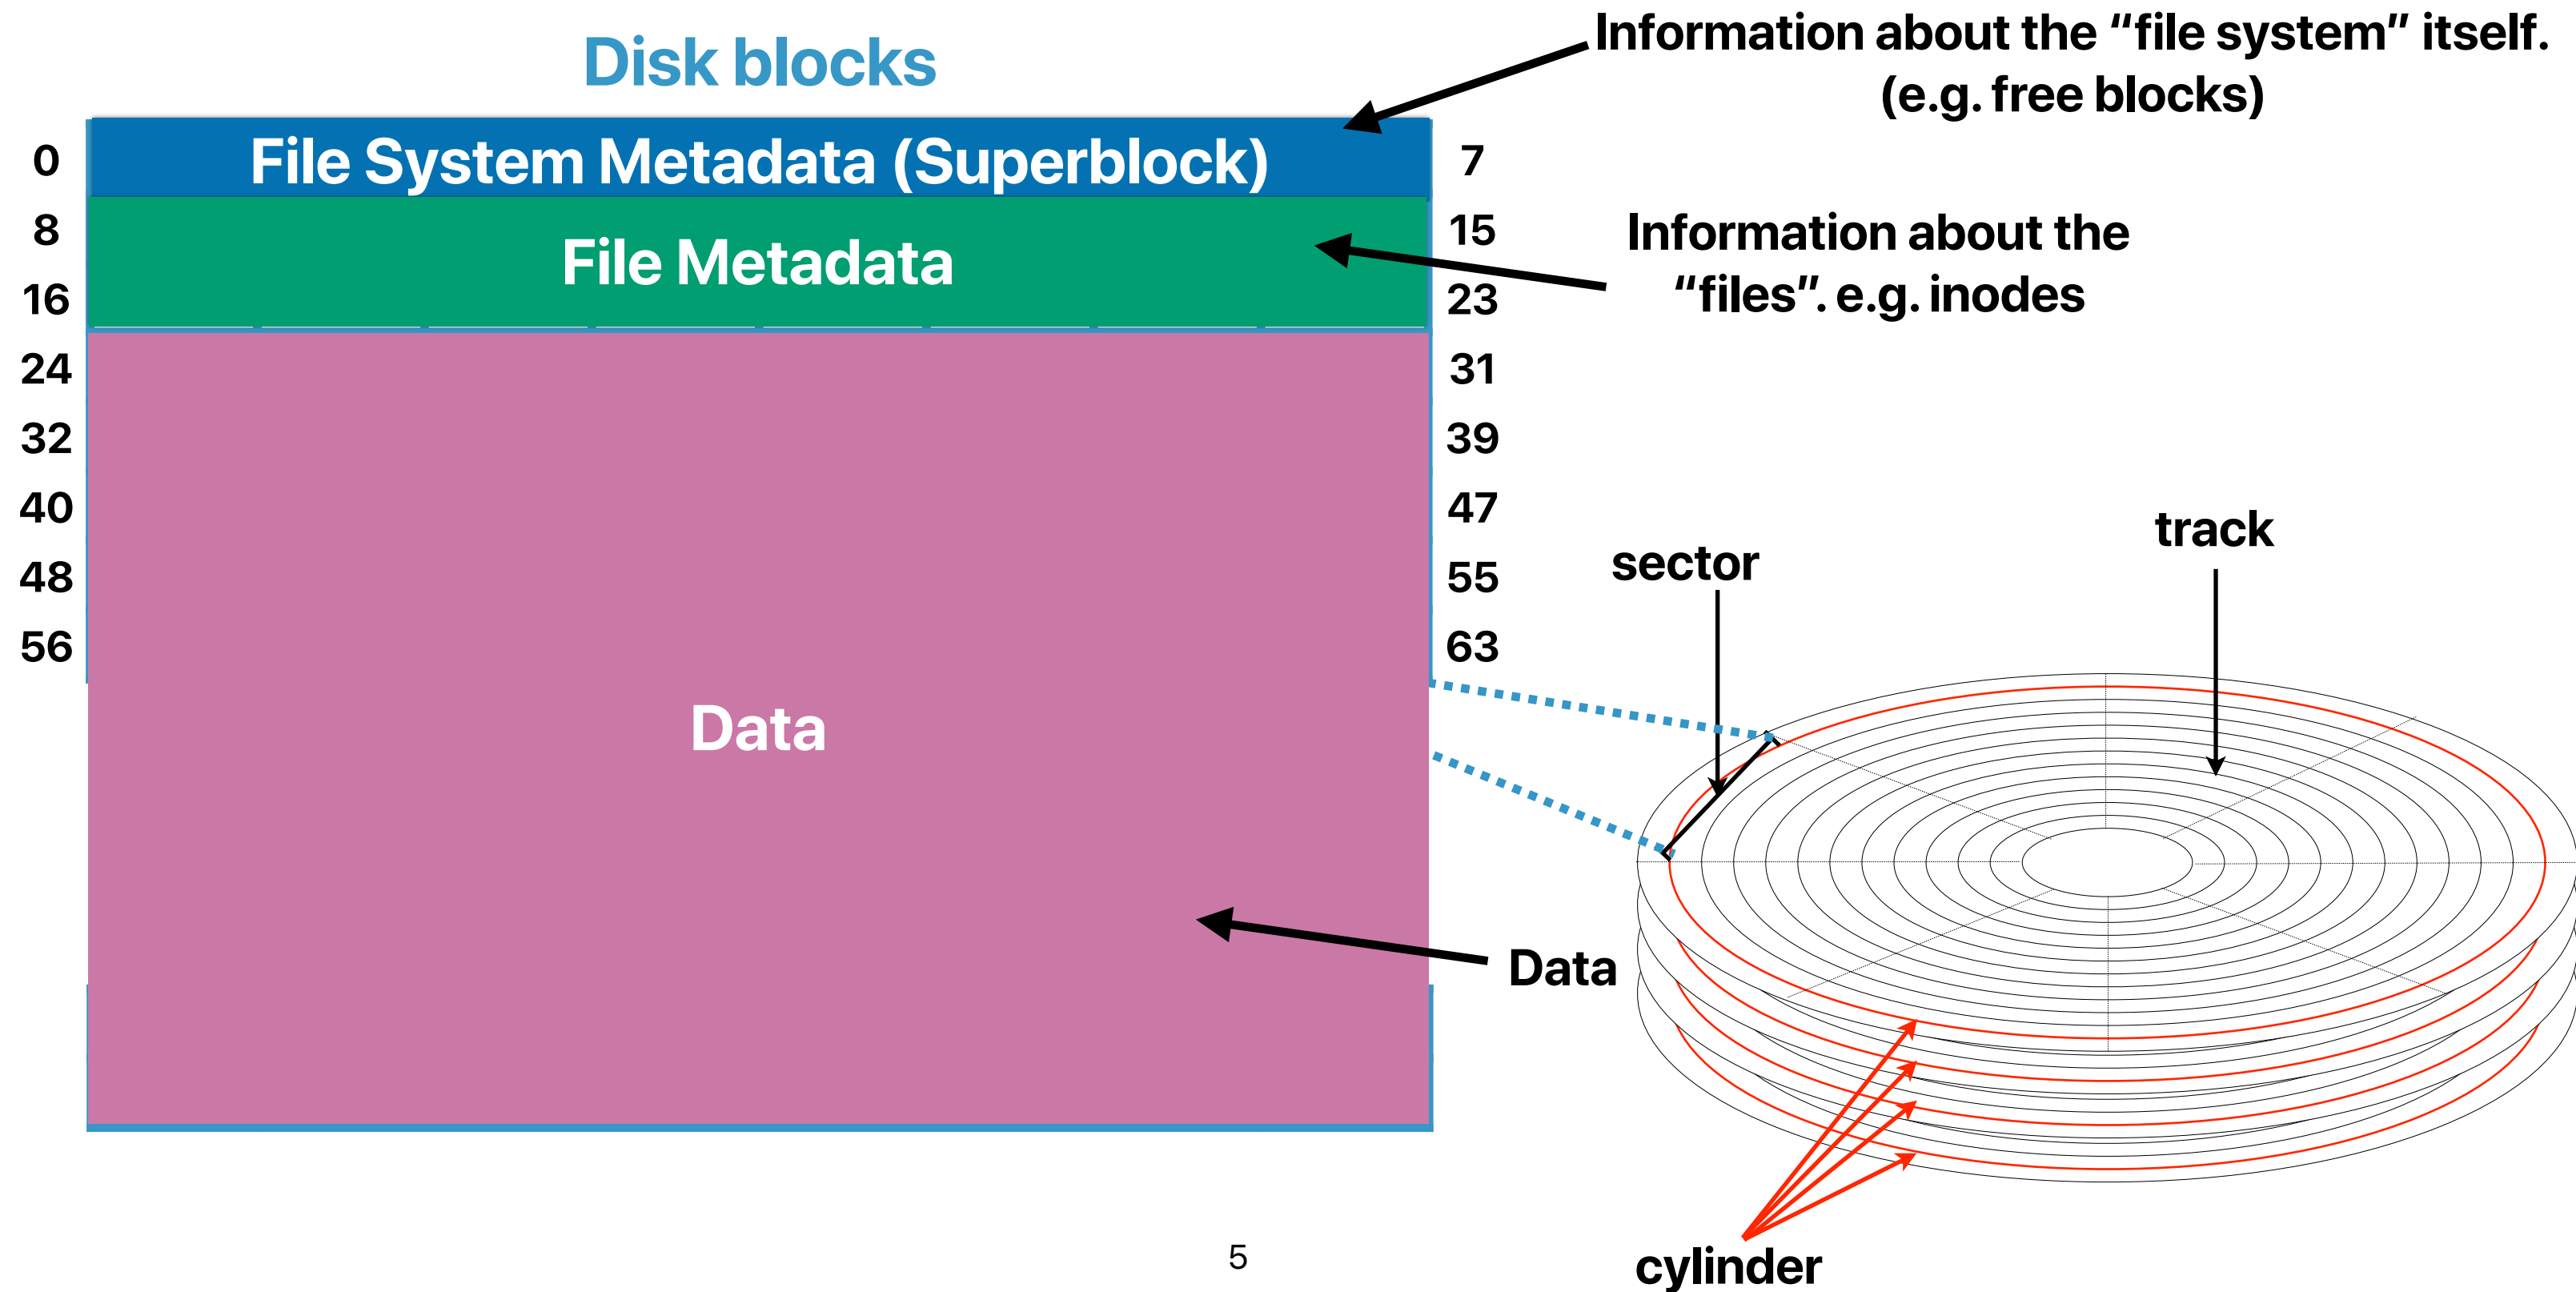 Disk blocks
Information about the “file system” itself.
(e.g. free blocks)
0 File System Metadata (Superblock) 7
8 15
File Metadata
16 23
Information about the
“files”. e.g. inodes
24 31
32 39
40 47
48 55
56 63
Data
Data
sector
track
cylinder
5